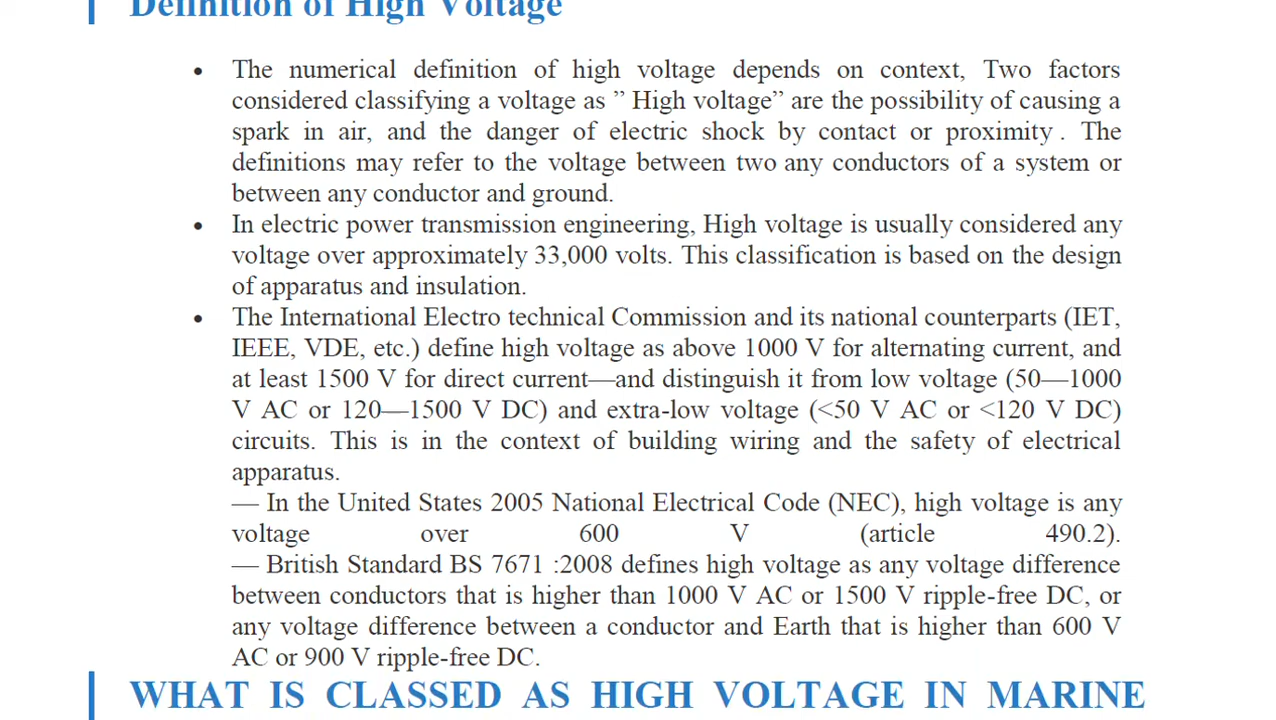 Definition of High Voltage
• The numerical definition of high voltage depends on context, Two factors
considered classifying a voltage as ” High voltage” are the possibility of causing a
spark in air, and the danger of electric shock by contact or proximity . The
definitions may refer to the voltage between two any conductors of a system or
between any conductor and ground.
• In electric power transmission engineering, High voltage is usually considered any
voltage over approximately 33,000 volts. This classification is based on the design
of apparatus and insulation.
• The International Electro technical Commission and its national counterparts (IET,
IEEE, VDE, etc.) define high voltage as above 1000 V for alternating current, and
at least 1500 V for direct current—and distinguish it from low voltage (50—1000
V AC or 120—1500 V DC) and extra-low voltage (<50 V AC or <120 V DC)
circuits. This is in the context of building wiring and the safety of electrical
apparatus.
— In the United States 2005 National Electrical Code (NEC), high voltage is any
voltage over 600 V (article 490.2).
— British Standard BS 7671 :2008 defines high voltage as any voltage difference
between conductors that is higher than 1000 V AC or 1500 V ripple-free DC, or
any voltage difference between a conductor and Earth that is higher than 600 V
AC or 900 V ripple-free DC.
WHAT IS CLASSED AS HIGH VOLTAGE IN MARINE